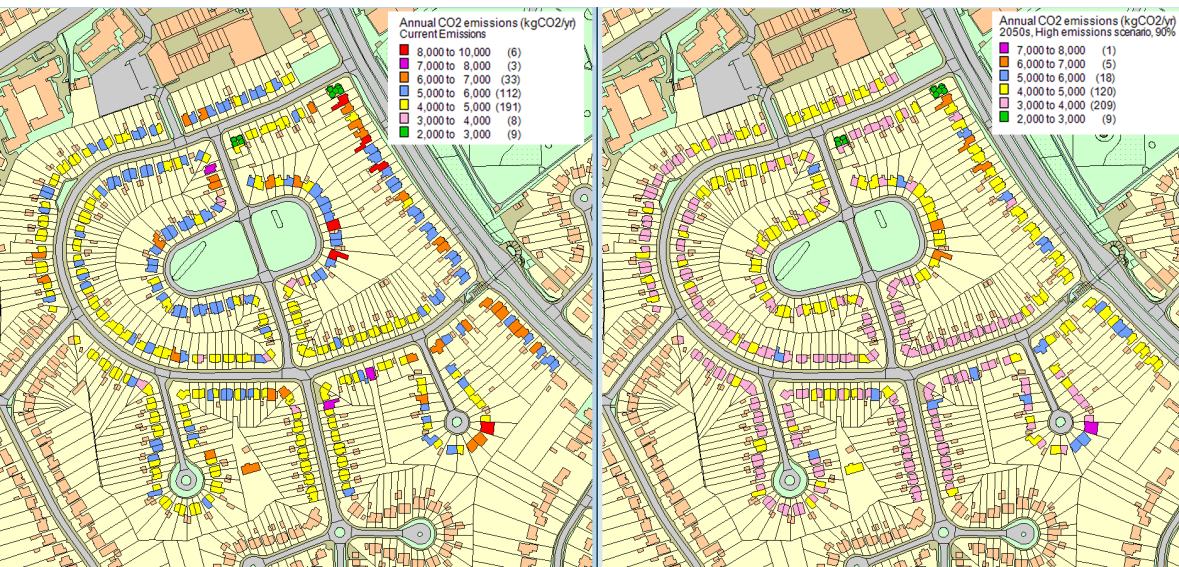 Annual CO2 emissions (kgCO2/yr)
Current Emissions
8,000 to 10,000 (6)
7,000 to 8,000 (3)
6,000 to 7,000 (33)
5,000 to 6,000 (112)
4,000 to 5,000 (191)
3,000 to 4,000 (8)
2,000 to 3,000 (9)
Annual CO2 emissions (kgCO2/yr)
2050s, High emissions scenario, 90%
7,000 to 8,000 (1)
6,000 to 7,000 (5)
5,000 to 6,000 (18)
4,000 to 5,000 (120)
3,000 to 4,000 (209)
2,000 to 3,000 (9)